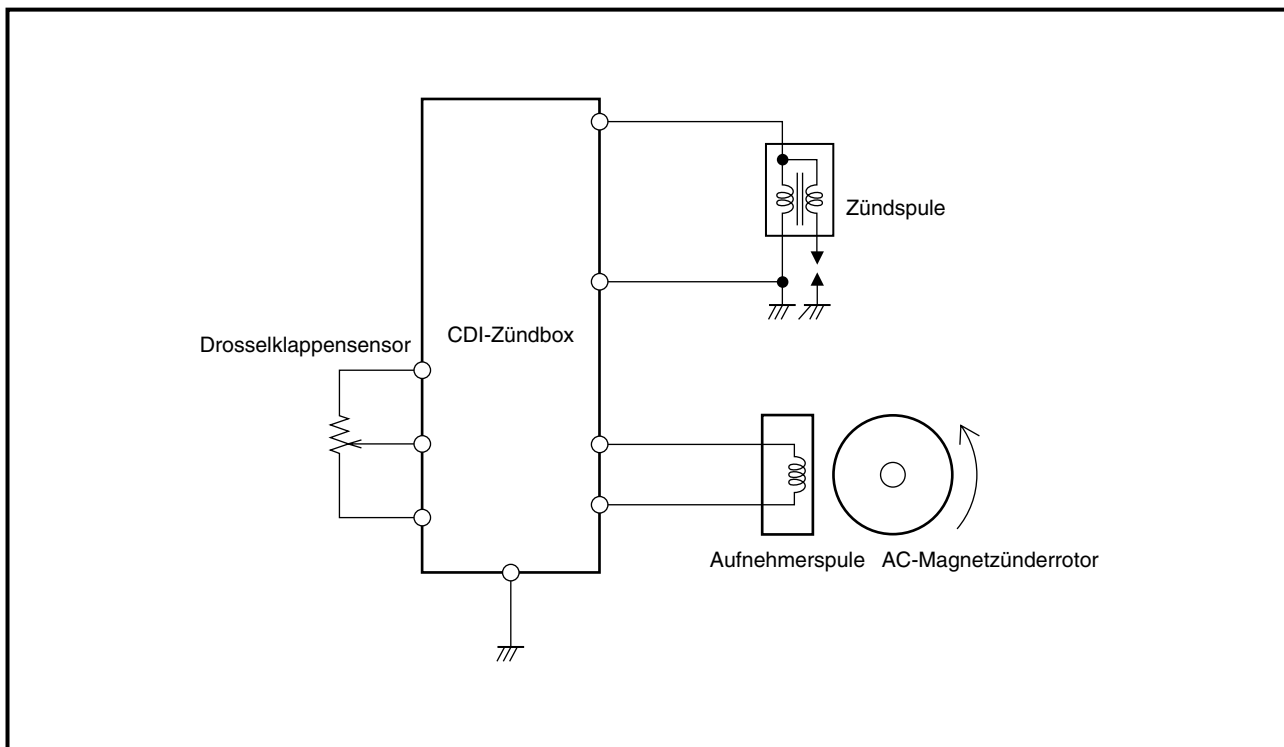 Zündspule
CDI-Zündbox
Drosselklappensensor
Aufnehmerspule
AC-Magnetzünderrotor